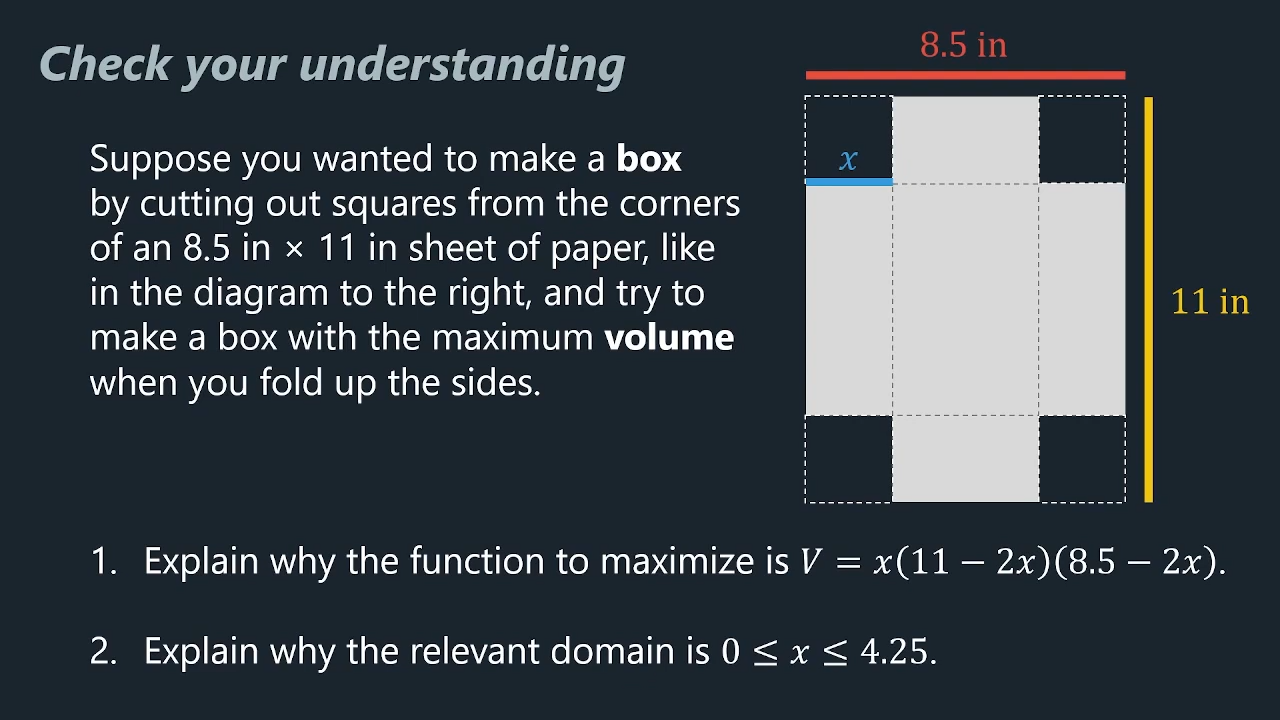 Check your understanding
8.5 in
Suppose you wanted to make a box
by cutting out squares from the corners
of an 8.5 in × 11 in sheet of paper, like
in the diagram to the right, and try to
make a box with the maximum volume
when you fold up the sides.
x
11 in
1. Explain why the function to maximize is V = x(11 − 2x)(8.5 − 2x).
2. Explain why the relevant domain is 0 ≤ x ≤ 4.25.